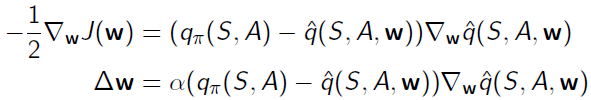 −1/2 ∇_w J(w) = (q_π(S, A) − q̂(S, A, w))∇_w q̂(S, A, w)
Δw = α(q_π(S, A) − q̂(S, A, w))∇_w q̂(S, A, w)